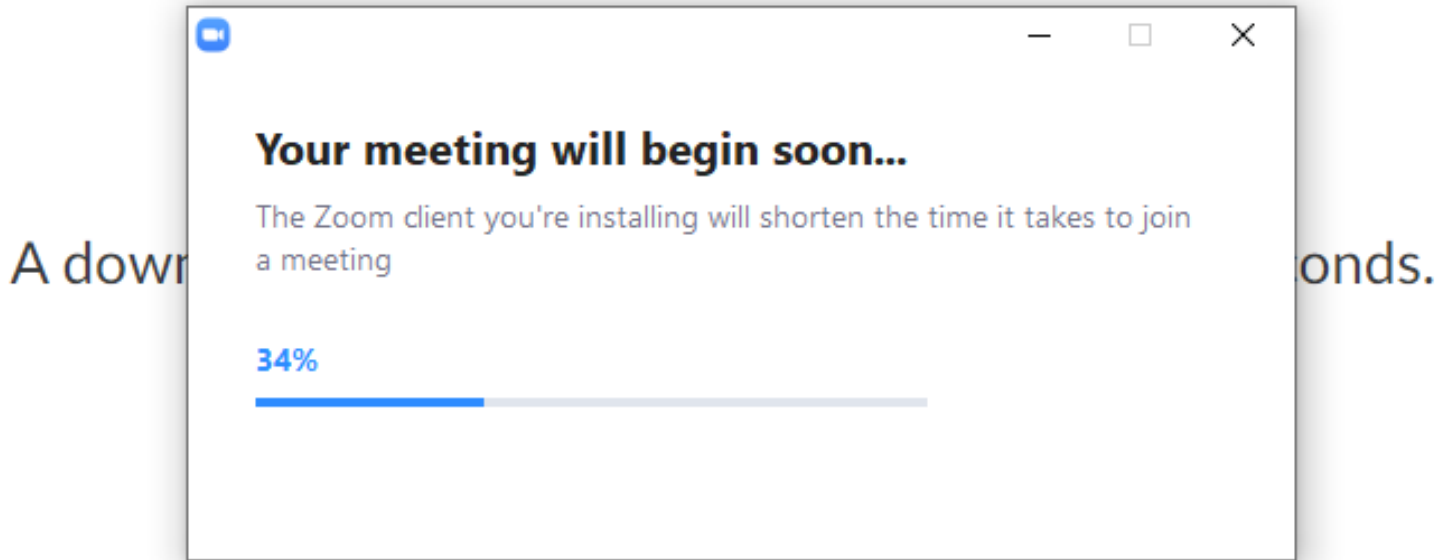 Your meeting will begin soon...
The Zoom client you're installing will shorten the time it takes to join
a meeting
A down onds.
34%